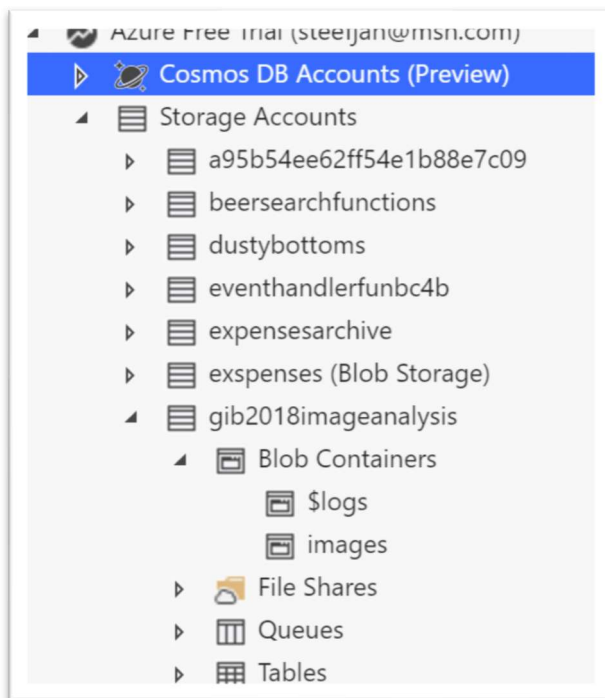 Azure Free Trial (steefjan@msn.com)
Cosmos DB Accounts (Preview)
Storage Accounts
a95b54ee62ff54e1b88e7c09
beersearchfunctions
dustybottoms
eventhandlerfunbc4b
expensesarchive
exspenses (Blob Storage)
gib2018imageanalysis
Blob Containers
$logs
images
File Shares
Queues
Tables